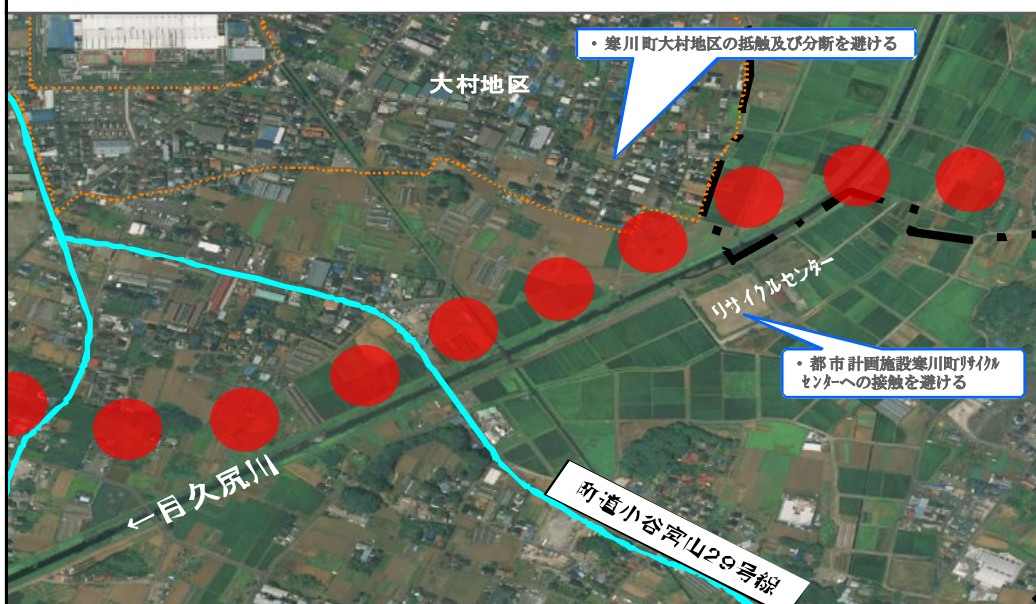 ・寒川町大村地区の抵触及び分断を避ける
大村地区
リサイクルセンター
・都市計画施設寒川町リサイクル
センターへの接触を避ける
←目久尻川
町道小谷宮山29号線